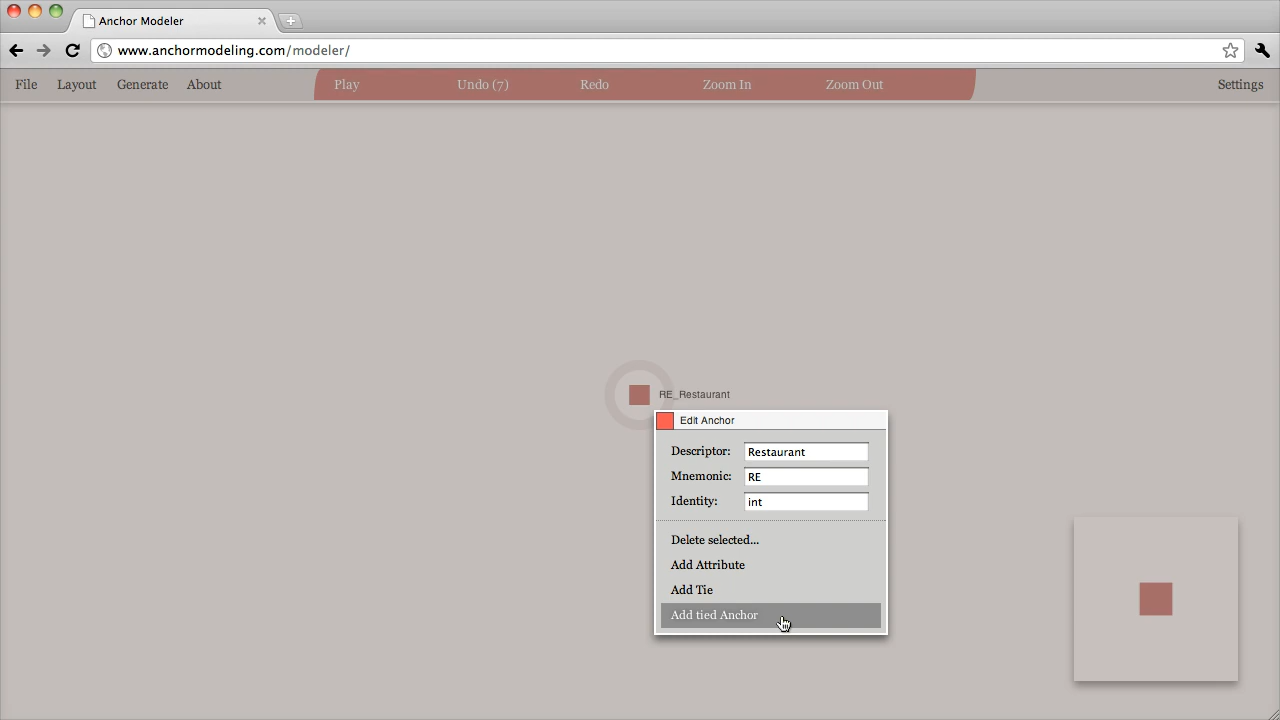 Anchor Modeler
www.anchormodeling.com/modeler/
File Layout Generate About Play Undo (7) Redo Zoom In Zoom Out Settings
RE_Restaurant
Edit Anchor
Descriptor: Restaurant
Mnemonic: RE
Identity: int
Delete selected...
Add Attribute
Add Tie
Add tied Anchor